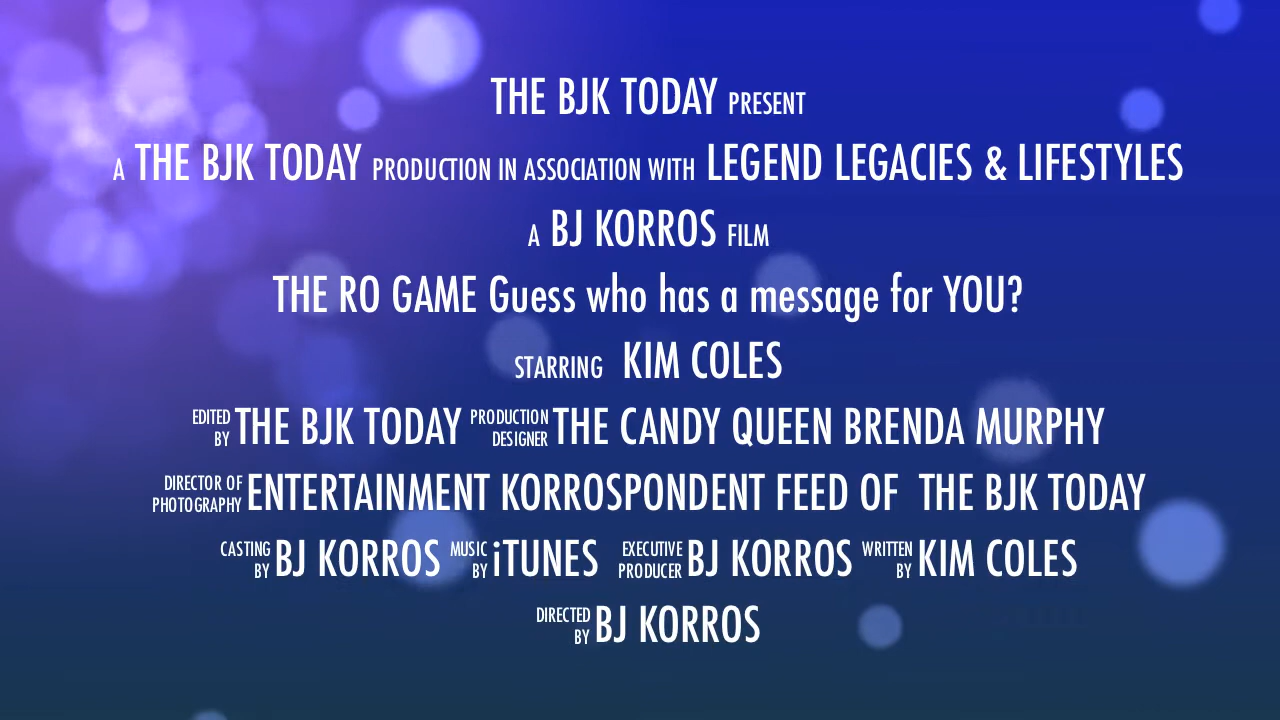 THE BJK TODAY PRESENT
A THE BJK TODAY PRODUCTION IN ASSOCIATION WITH LEGEND LEGACIES & LIFESTYLES
A BJ KORROS FILM
THE RO GAME Guess who has a message for YOU?
STARRING KIM COLES
EDITED BY THE BJK TODAY PRODUCTION DESIGNER THE CANDY QUEEN BRENDA MURPHY
DIRECTOR OF PHOTOGRAPHY ENTERTAINMENT KORROSPONDENT FEED OF THE BJK TODAY
CASTING BY BJ KORROS MUSIC BY iTUNES EXECUTIVE PRODUCER BJ KORROS WRITTEN BY KIM COLES
DIRECTED BY BJ KORROS